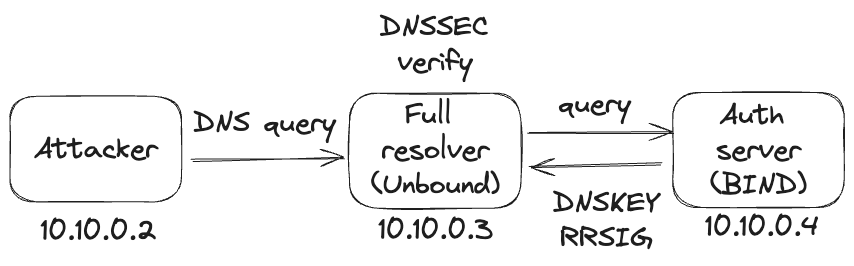 DNSSEC
verify
Attacker
10.10.0.2
DNS query
Full
resolver
(Unbound)
10.10.0.3
query
DNSKEY
RRSIG
Auth
server
(BIND)
10.10.0.4